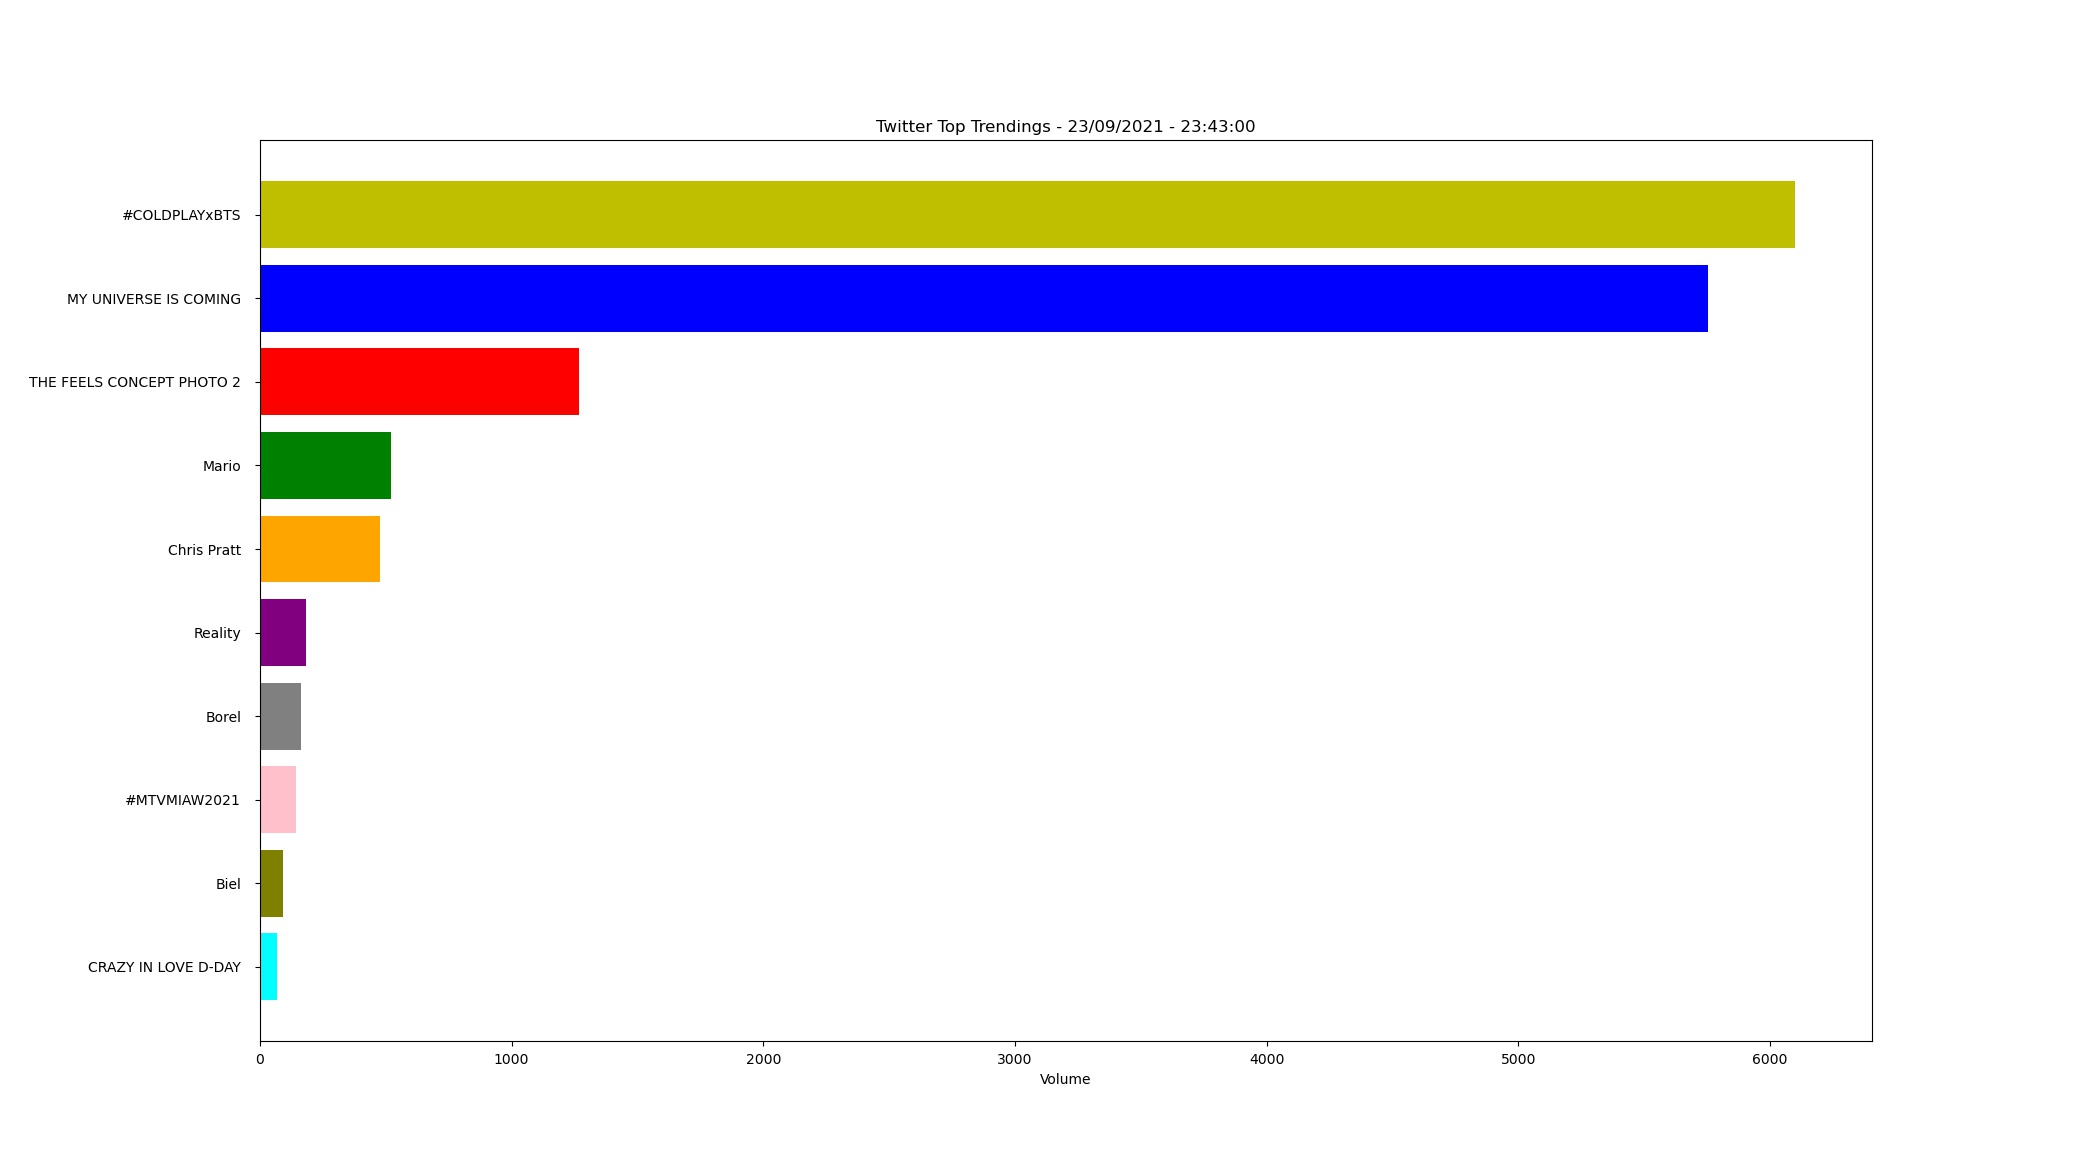 Twitter Top Trendings - 23/09/2021 - 23:43:00
#COLDPLAYxBTS
MY UNIVERSE IS COMING
THE FEELS CONCEPT PHOTO 2
Mario
Chris Pratt
Reality
Borel
#MTVMIAW2021
Biel
CRAZY IN LOVE D-DAY
0 1000 2000 3000 4000 5000 6000
Volume